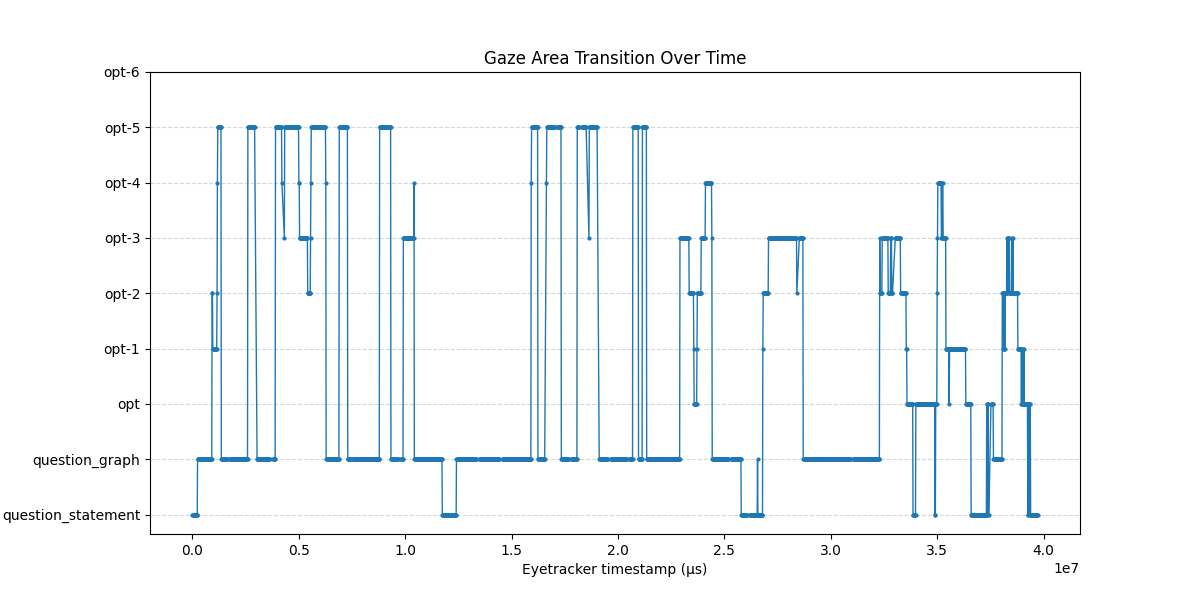 Gaze Area Transition Over Time
opt-6
opt-5
opt-4
opt-3
opt-2
opt-1
opt
question_graph
question_statement
0.0 0.5 1.0 1.5 2.0 2.5 3.0 3.5 4.0
1e7
Eyetracker timestamp (μs)